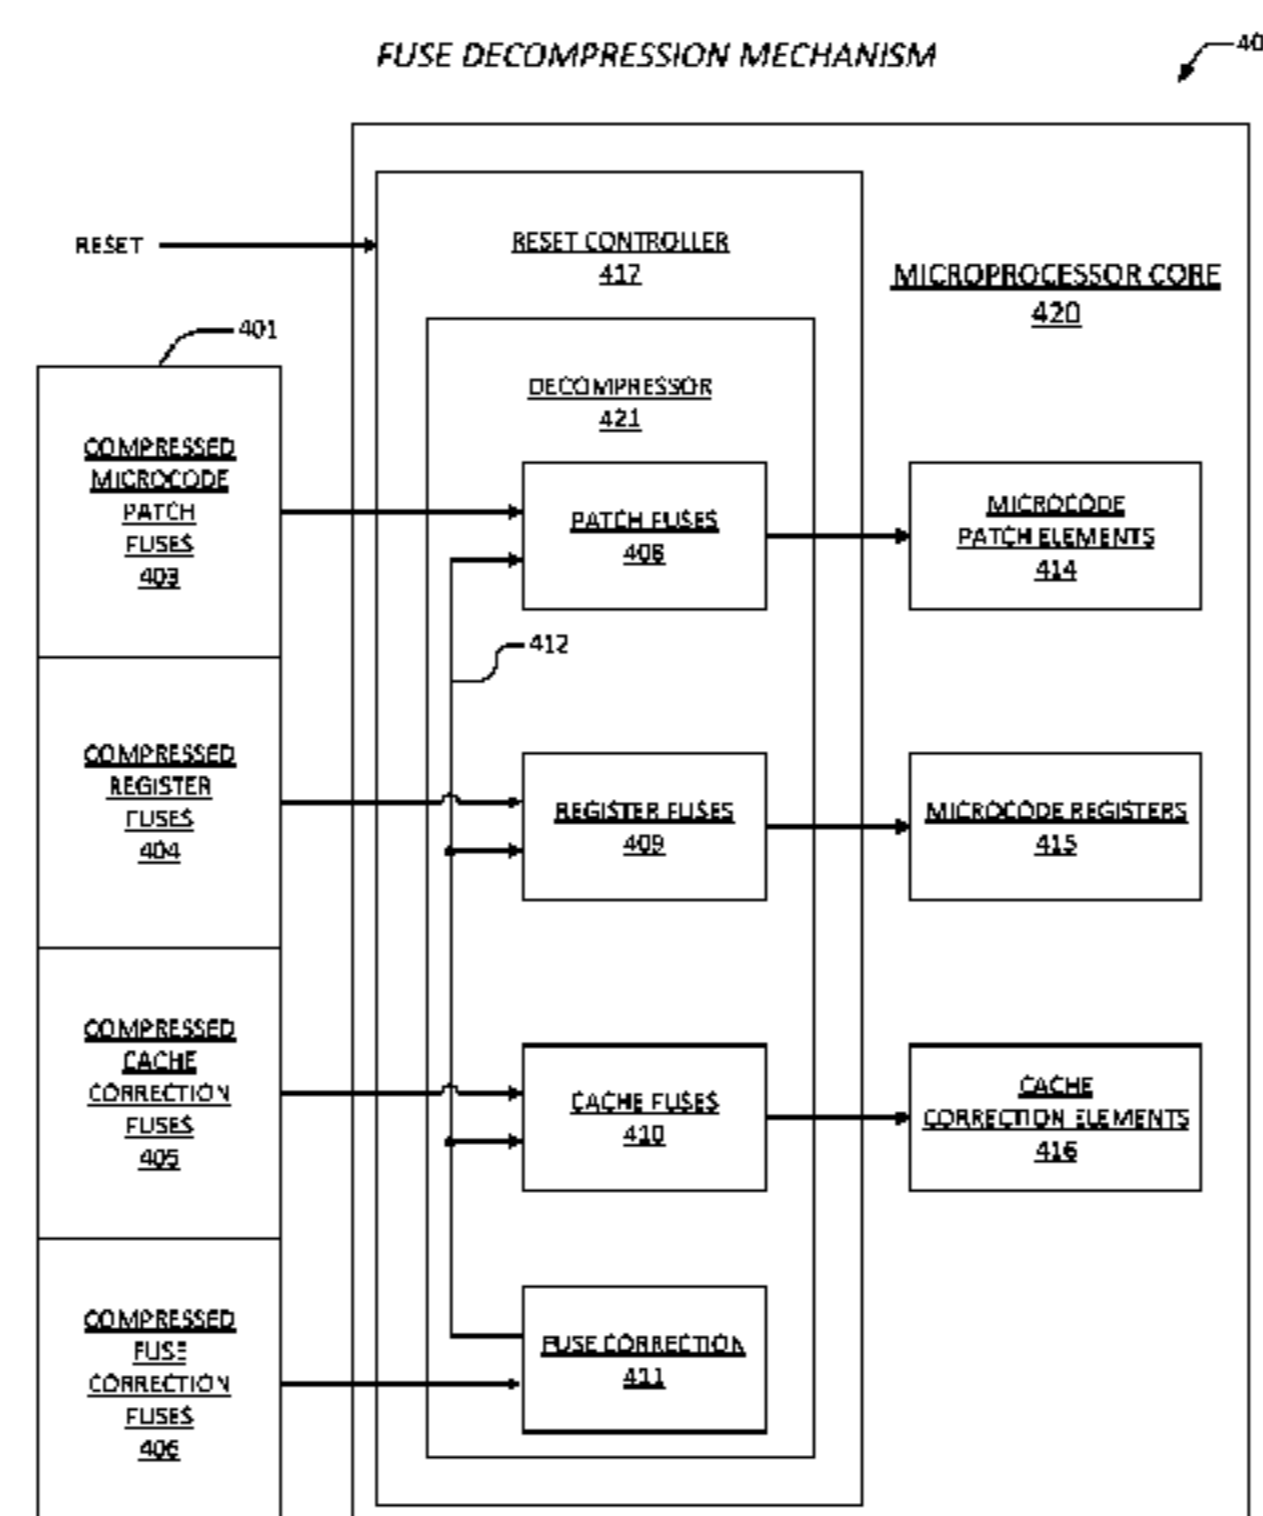 FUSE DECOMPRESSION MECHANISM
40
RESET
RESET CONTROLLER
417
MICROPROCESSOR CORE
420
401
DECOMPRESSOR
421
COMPRESSED
MICROCODE
PATCH
FUSES
403
PATCH FUSES
408
MICROCODE
PATCH ELEMENTS
414
412
COMPRESSED
REGISTER
FUSES
404
REGISTER FUSES
409
MICROCODE REGISTERS
415
COMPRESSED
CACHE
CORRECTION
FUSES
405
CACHE FUSES
410
CACHE
CORRECTION ELEMENTS
416
COMPRESSED
FUSE
CORRECTION
FUSES
406
FUSE CORRECTION
411